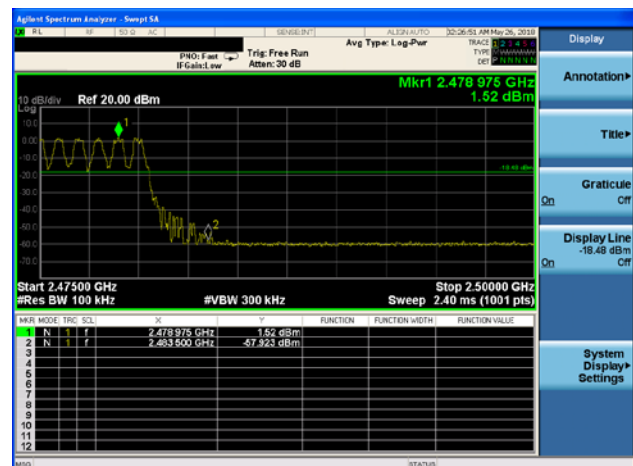 Agilent Spectrum Analyzer - Swept SA
RL RF 50 Ω AC SENSE:INT ALIGN AUTO 02:26:51 AM May 26, 2018
Display
PNO: Fast Trig: Free Run Avg Type: Log-Pwr TRACE 1 2 3 4 5 6
IFGain:Low Atten: 30 dB TYPE
DET P N N N N N
Mkr1 2.478 975 GHz
1.52 dBm
10 dB/div Ref 20.00 dBm
Log
10.0
0.00
-10.0
-20.0
-30.0
-40.0
-50.0
-60.0
-70.0
1
2
-18.48 dBm
Start 2.47500 GHz Stop 2.50000 GHz
#Res BW 100 kHz #VBW 300 kHz Sweep 2.40 ms (1001 pts)
MKR MODE TRC SCL X Y FUNCTION FUNCTION WIDTH FUNCTION VALUE
1 N 1 f 2.478 975 GHz 1.52 dBm
2 N 1 f 2.483 500 GHz -57.923 dBm
3
4
5
6
7
8
9
10
11
12
MSG STATUS
Annotation
Title
Graticule
On Off
Display Line
-18.48 dBm
On Off
System
Display
Settings